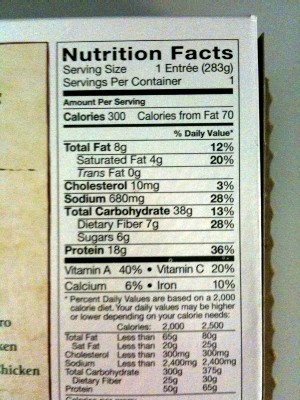 Nutrition Facts
Serving Size 1 Entrée (283g)
Servings Per Container 1
Amount Per Serving
Calories 300 Calories from Fat 70
% Daily Value*
Total Fat 8g 12%
Saturated Fat 4g 20%
Trans Fat 0g
Cholesterol 10mg 3%
Sodium 680mg 28%
Total Carbohydrate 38g 13%
Dietary Fiber 7g 28%
Sugars 6g
Protein 18g 36%
Vitamin A 40% • Vitamin C 20%
Calcium 6% • Iron 10%
* Percent Daily Values are based on a 2,000
calorie diet. Your daily values may be higher
or lower depending on your calorie needs:
Calories: 2,000 2,500
Total Fat Less than 65g 80g
Sat Fat Less than 20g 25g
Cholesterol Less than 300mg 300mg
Sodium Less than 2,400mg 2,400mg
Total Carbohydrate 300g 375g
Dietary Fiber 25g 30g
Protein 50g 65g
ro
ken
hicken